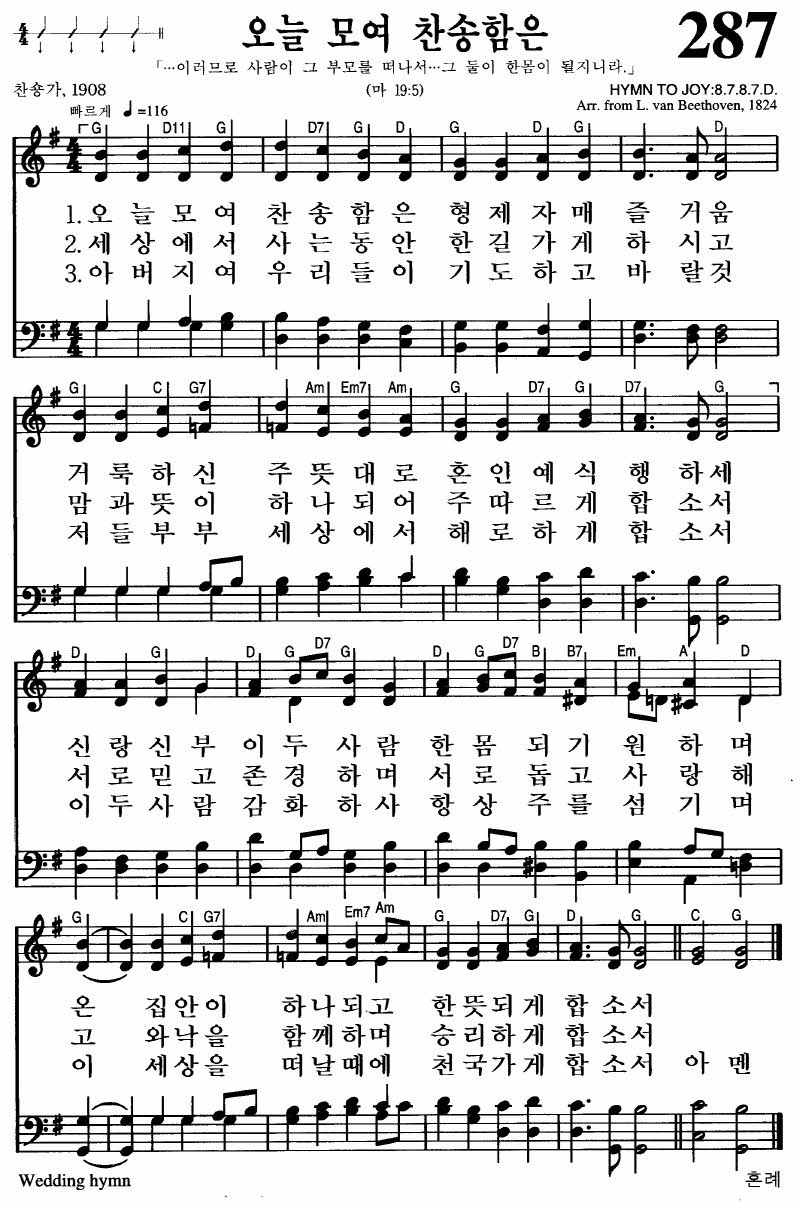 오늘 모여 찬송함은
287
「…이러므로 사람이 그 부모를 떠나서…그 둘이 한몸이 될지니라.」
찬숑가, 1908
(마 19:5)
HYMN TO JOY:8.7.8.7.D.
빠르게 ♩=116
Arr. from L. van Beethoven, 1824
G D11 G D7 G D G D G D
1. 오 늘 모 여 찬 송 함 은 형 제 자 매 즐 거 움
2. 세 상 에 서 사 는 동 안 한 길 가 게 하 시 고
3. 아 버 지 여 우 리 들 이 기 도 하 고 바 랄 것
G C G7 Am Em7 Am G D7 G D7 G
거 룩 하 신 주 뜻 대 로 혼 인 예 식 행 하 세
맘 과 뜻 이 하 나 되 어 주 따 르 게 합 소 서
저 들 부 부 세 상 에 서 해 로 하 게 합 소 서
D G D G D7 G D G D7 B B7 Em A D
신 랑 신 부 이 두 사 람 한 몸 되 기 원 하 며
서 로 믿 고 존 경 하 며 서 로 돕 고 사 랑 해
이 두 사 람 감 화 하 사 항 상 주 를 섬 기 며
G C G7 Am Em7 Am G D7 G D G C G
온 집 안 이 하 나 되 고 한 뜻 되 게 합 소 서
고 와 낙 을 함 께 하 며 승 리 하 게 합 소 서
이 세 상 을 떠 날 때 에 천 국 가 게 합 소 서 아 멘
Wedding hymn
혼례